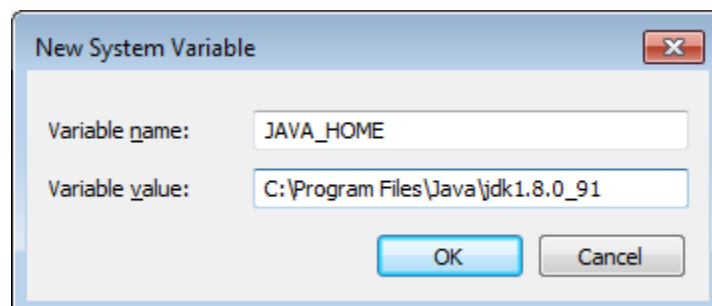 New System Variable
Variable name: JAVA_HOME
Variable value: C:\Program Files\Java\jdk1.8.0_91
OK Cancel